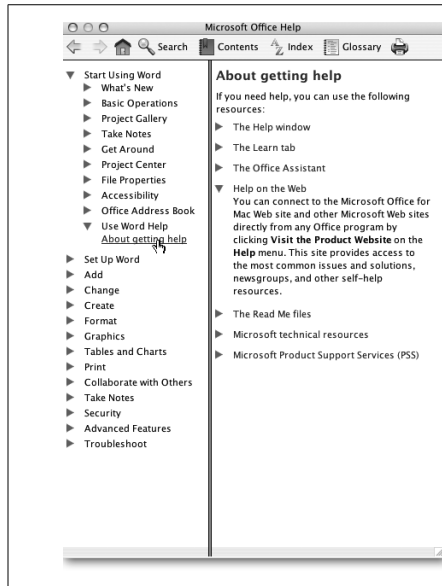 Microsoft Office Help
Search Contents Index Glossary
Start Using Word
What's New
Basic Operations
Project Gallery
Take Notes
Get Around
Project Center
File Properties
Accessibility
Office Address Book
Use Word Help
About getting help
Set Up Word
Add
Change
Create
Format
Graphics
Tables and Charts
Print
Collaborate with Others
Take Notes
Security
Advanced Features
Troubleshoot
About getting help
If you need help, you can use the following
resources:
The Help window
The Learn tab
The Office Assistant
Help on the Web
You can connect to the Microsoft Office for
Mac Web site and other Microsoft Web sites
directly from any Office program by
clicking Visit the Product Website on the
Help menu. This site provides access to
the most common issues and solutions,
newsgroups, and other self-help
resources.
The Read Me files
Microsoft technical resources
Microsoft Product Support Services (PSS)